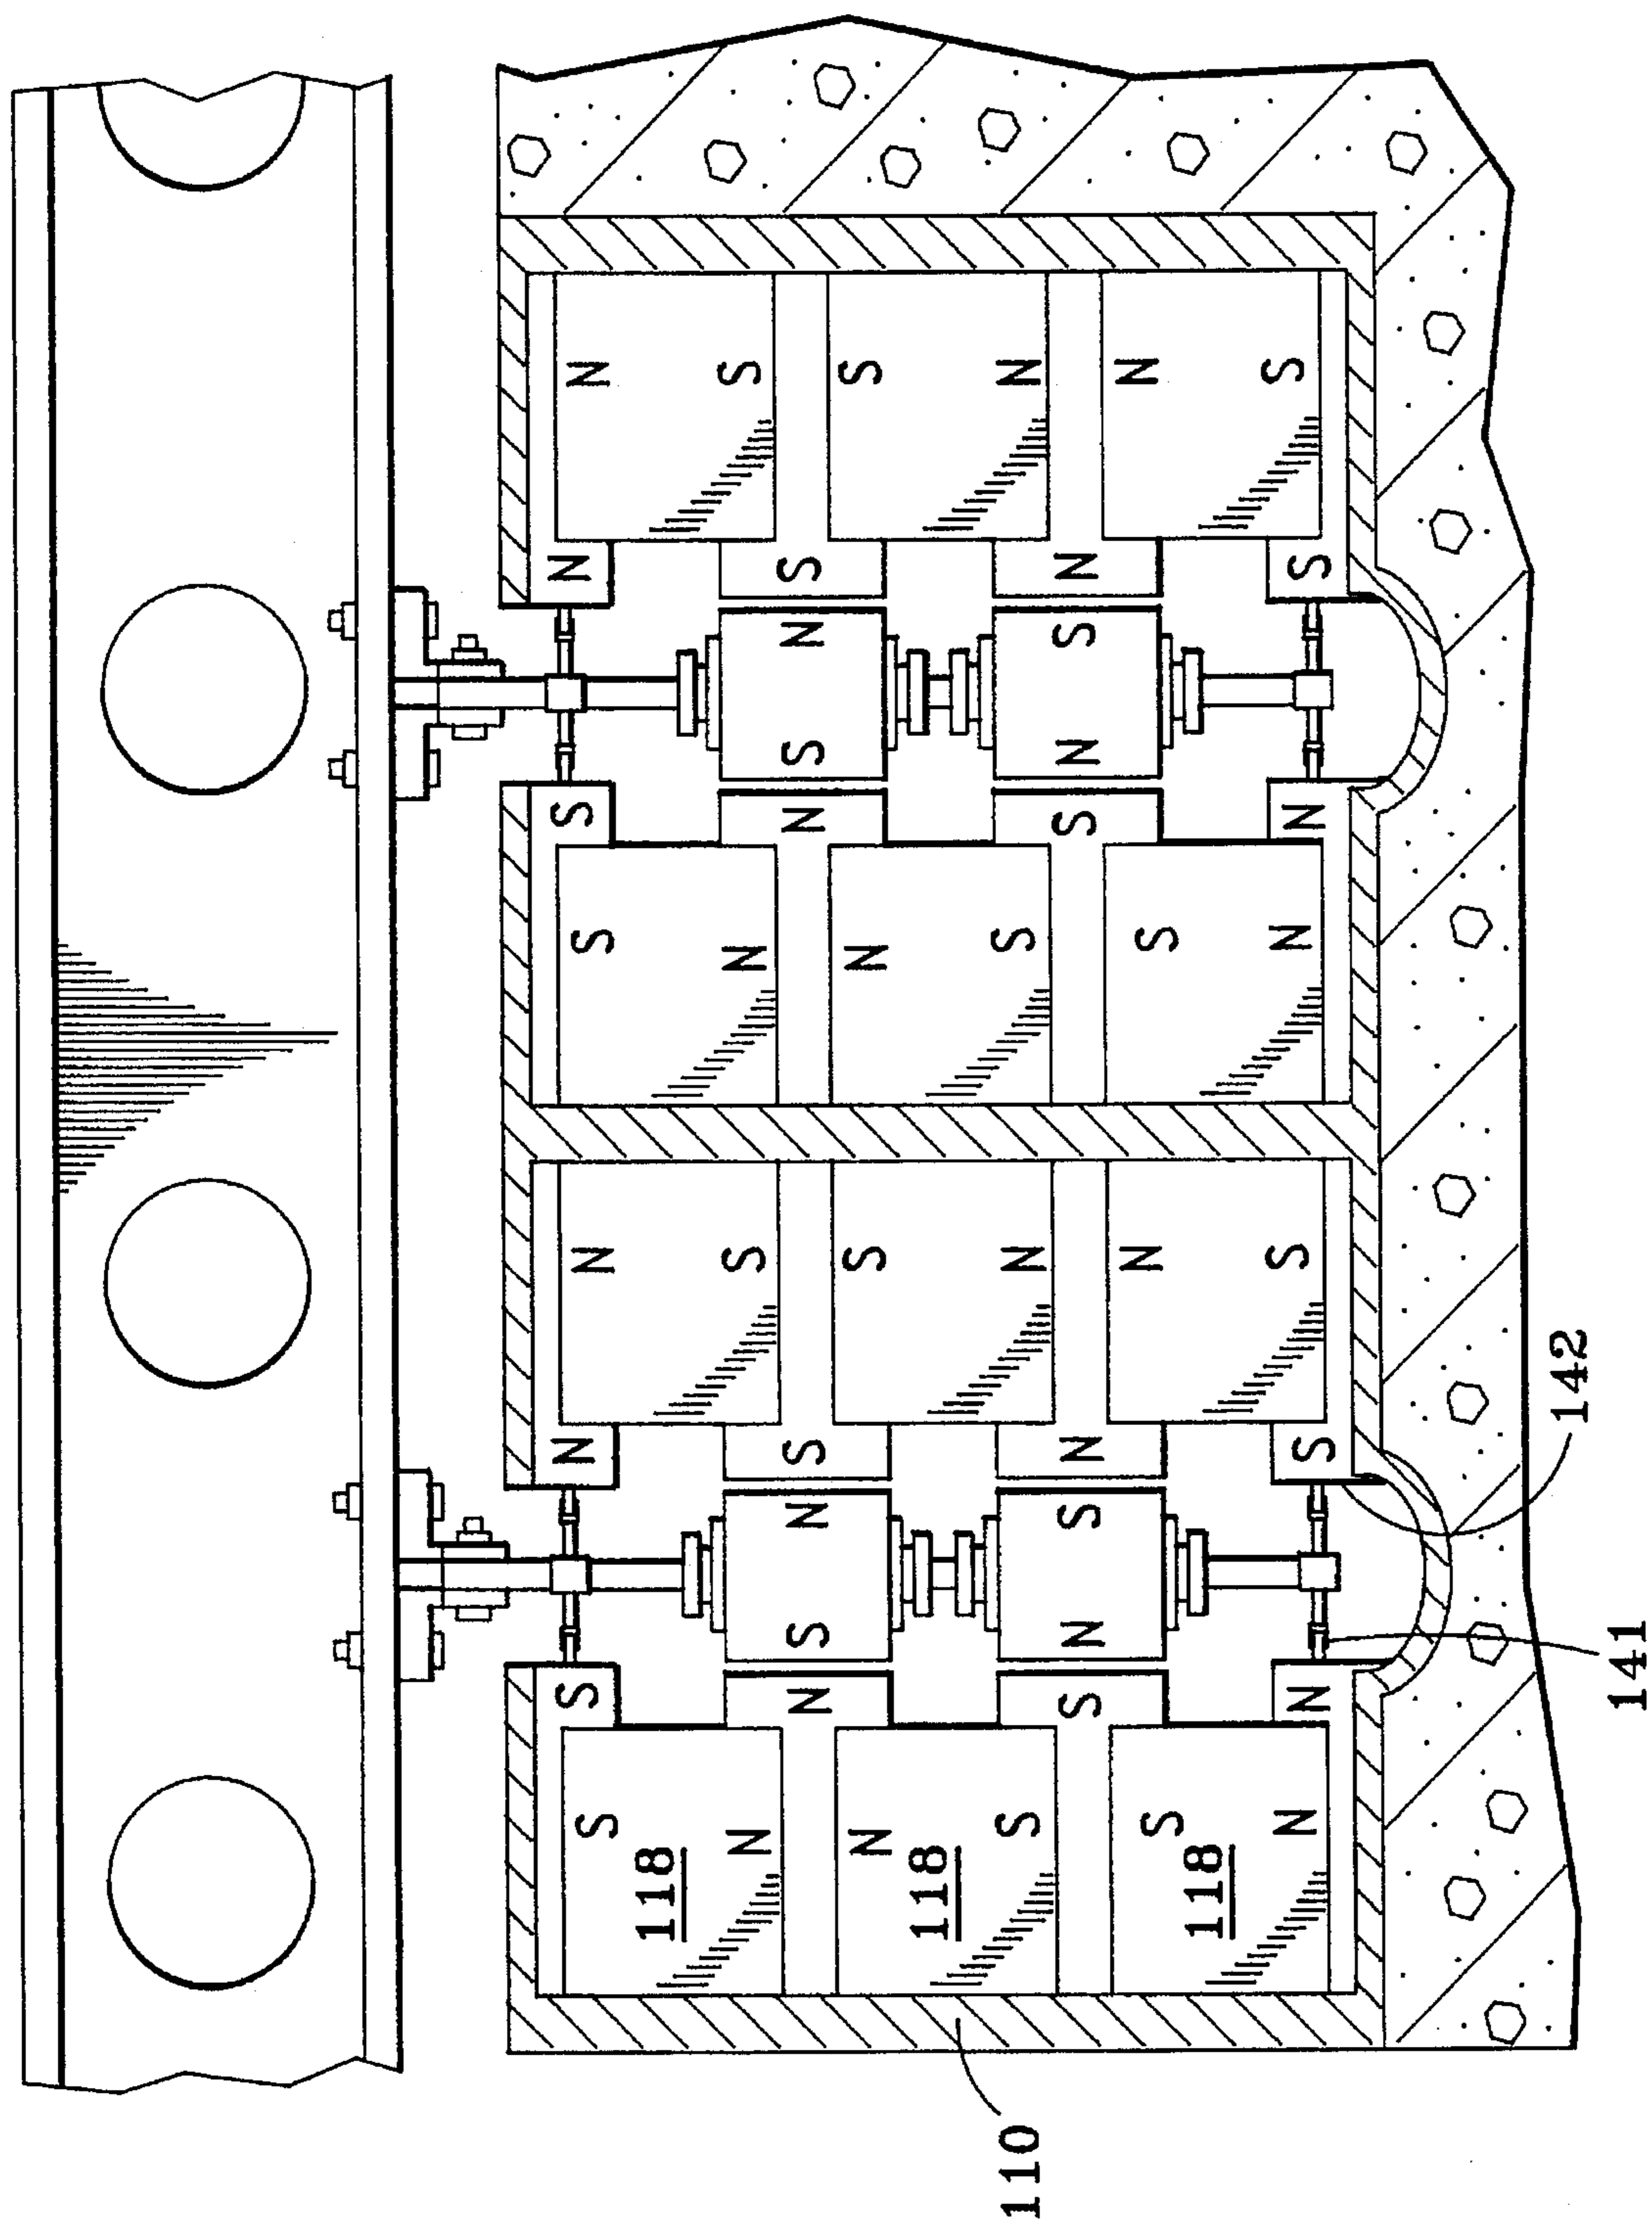 S S N N S S N N
118
N S N S
N S N S N S N S
N S N S
118
110 S N S N
S N S N S N S N
S N S N
118
N N S S N N S S
142
141